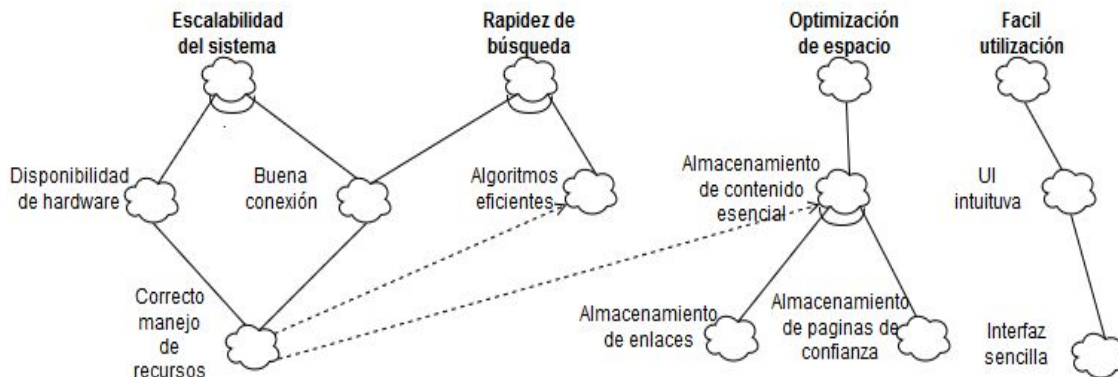 Escalabilidad
del sistema
Rapidez de
búsqueda
Optimización
de espacio
Facil
utilización
Disponibilidad
de hardware
Buena
conexión
Algoritmos
eficientes
Almacenamiento
de contenido
esencial
UI
intuituva
Correcto
manejo
de
recursos
Almacenamiento
de enlaces
Almacenamiento
de paginas de
confianza
Interfaz
sencilla